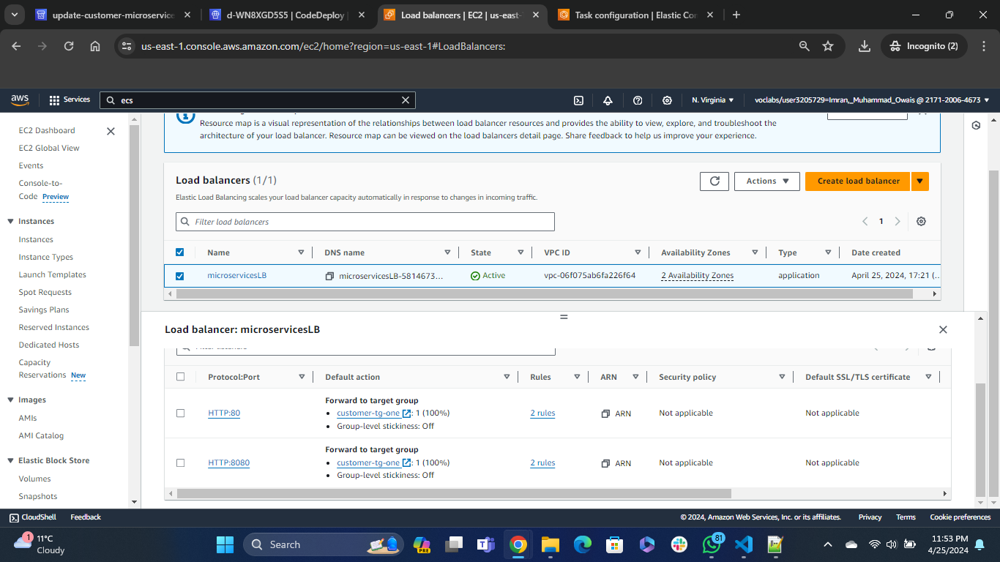 update-customer-microservice
d-WN8XGD5S5 | CodeDeploy |
Load balancers | EC2 | us-east-
Task configuration | Elastic Con
us-east-1.console.aws.amazon.com/ec2/home?region=us-east-1#LoadBalancers:
Incognito (2)
aws
Services
ecs
N. Virginia
voclabs/user3205729=Imran,_Muhammad_Owais @ 2171-2006-4673
EC2 Dashboard
EC2 Global View
Events
Console-to-
Code Preview
Instances
Instances
Instance Types
Launch Templates
Spot Requests
Savings Plans
Reserved Instances
Dedicated Hosts
Capacity
Reservations New
Images
AMIs
AMI Catalog
Elastic Block Store
Volumes
Snapshots
Resource map is a visual representation of the relationships between load balancer resources and provides the ability to view, explore, and troubleshoot the
architecture of your load balancer. Resource map can be viewed on the load balancers detail page. Share feedback to help us improve your experience.
Load balancers (1/1)
Actions
Create load balancer
Elastic Load Balancing scales your load balancer capacity automatically in response to changes in incoming traffic.
Filter load balancers
1
Name DNS name State VPC ID Availability Zones Type Date created
microservicesLB microservicesLB-5814673... Active vpc-06f075ab6fa226f64 2 Availability Zones application April 25, 2024, 17:21 (...
Load balancer: microservicesLB
Protocol:Port Default action Rules ARN Security policy Default SSL/TLS certificate
Forward to target group
HTTP:80 customer-tg-one : 1 (100%) 2 rules ARN Not applicable Not applicable
Group-level stickiness: Off
Forward to target group
HTTP:8080 customer-tg-one : 1 (100%) 2 rules ARN Not applicable Not applicable
Group-level stickiness: Off
CloudShell
Feedback
© 2024, Amazon Web Services, Inc. or its affiliates.
Privacy
Terms
Cookie preferences
1
11°C
Cloudy
Search
PRE
81
11:53 PM
4/25/2024